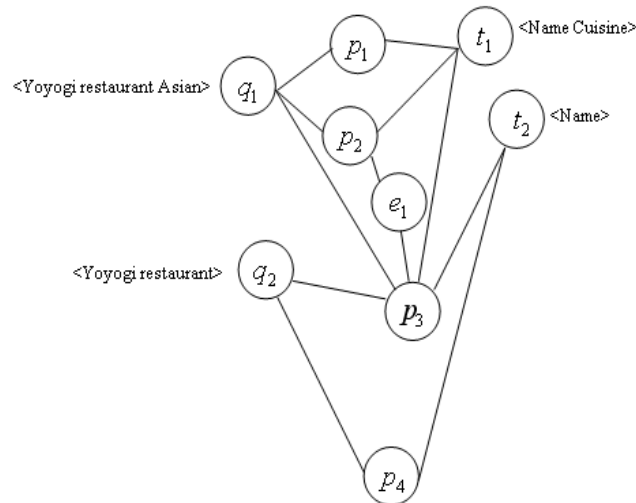 p1
t1
<Name Cuisine>
<Yoyogi restaurant Asian>
q1
p2
t2
<Name>
e1
<Yoyogi restaurant>
q2
p3
p4